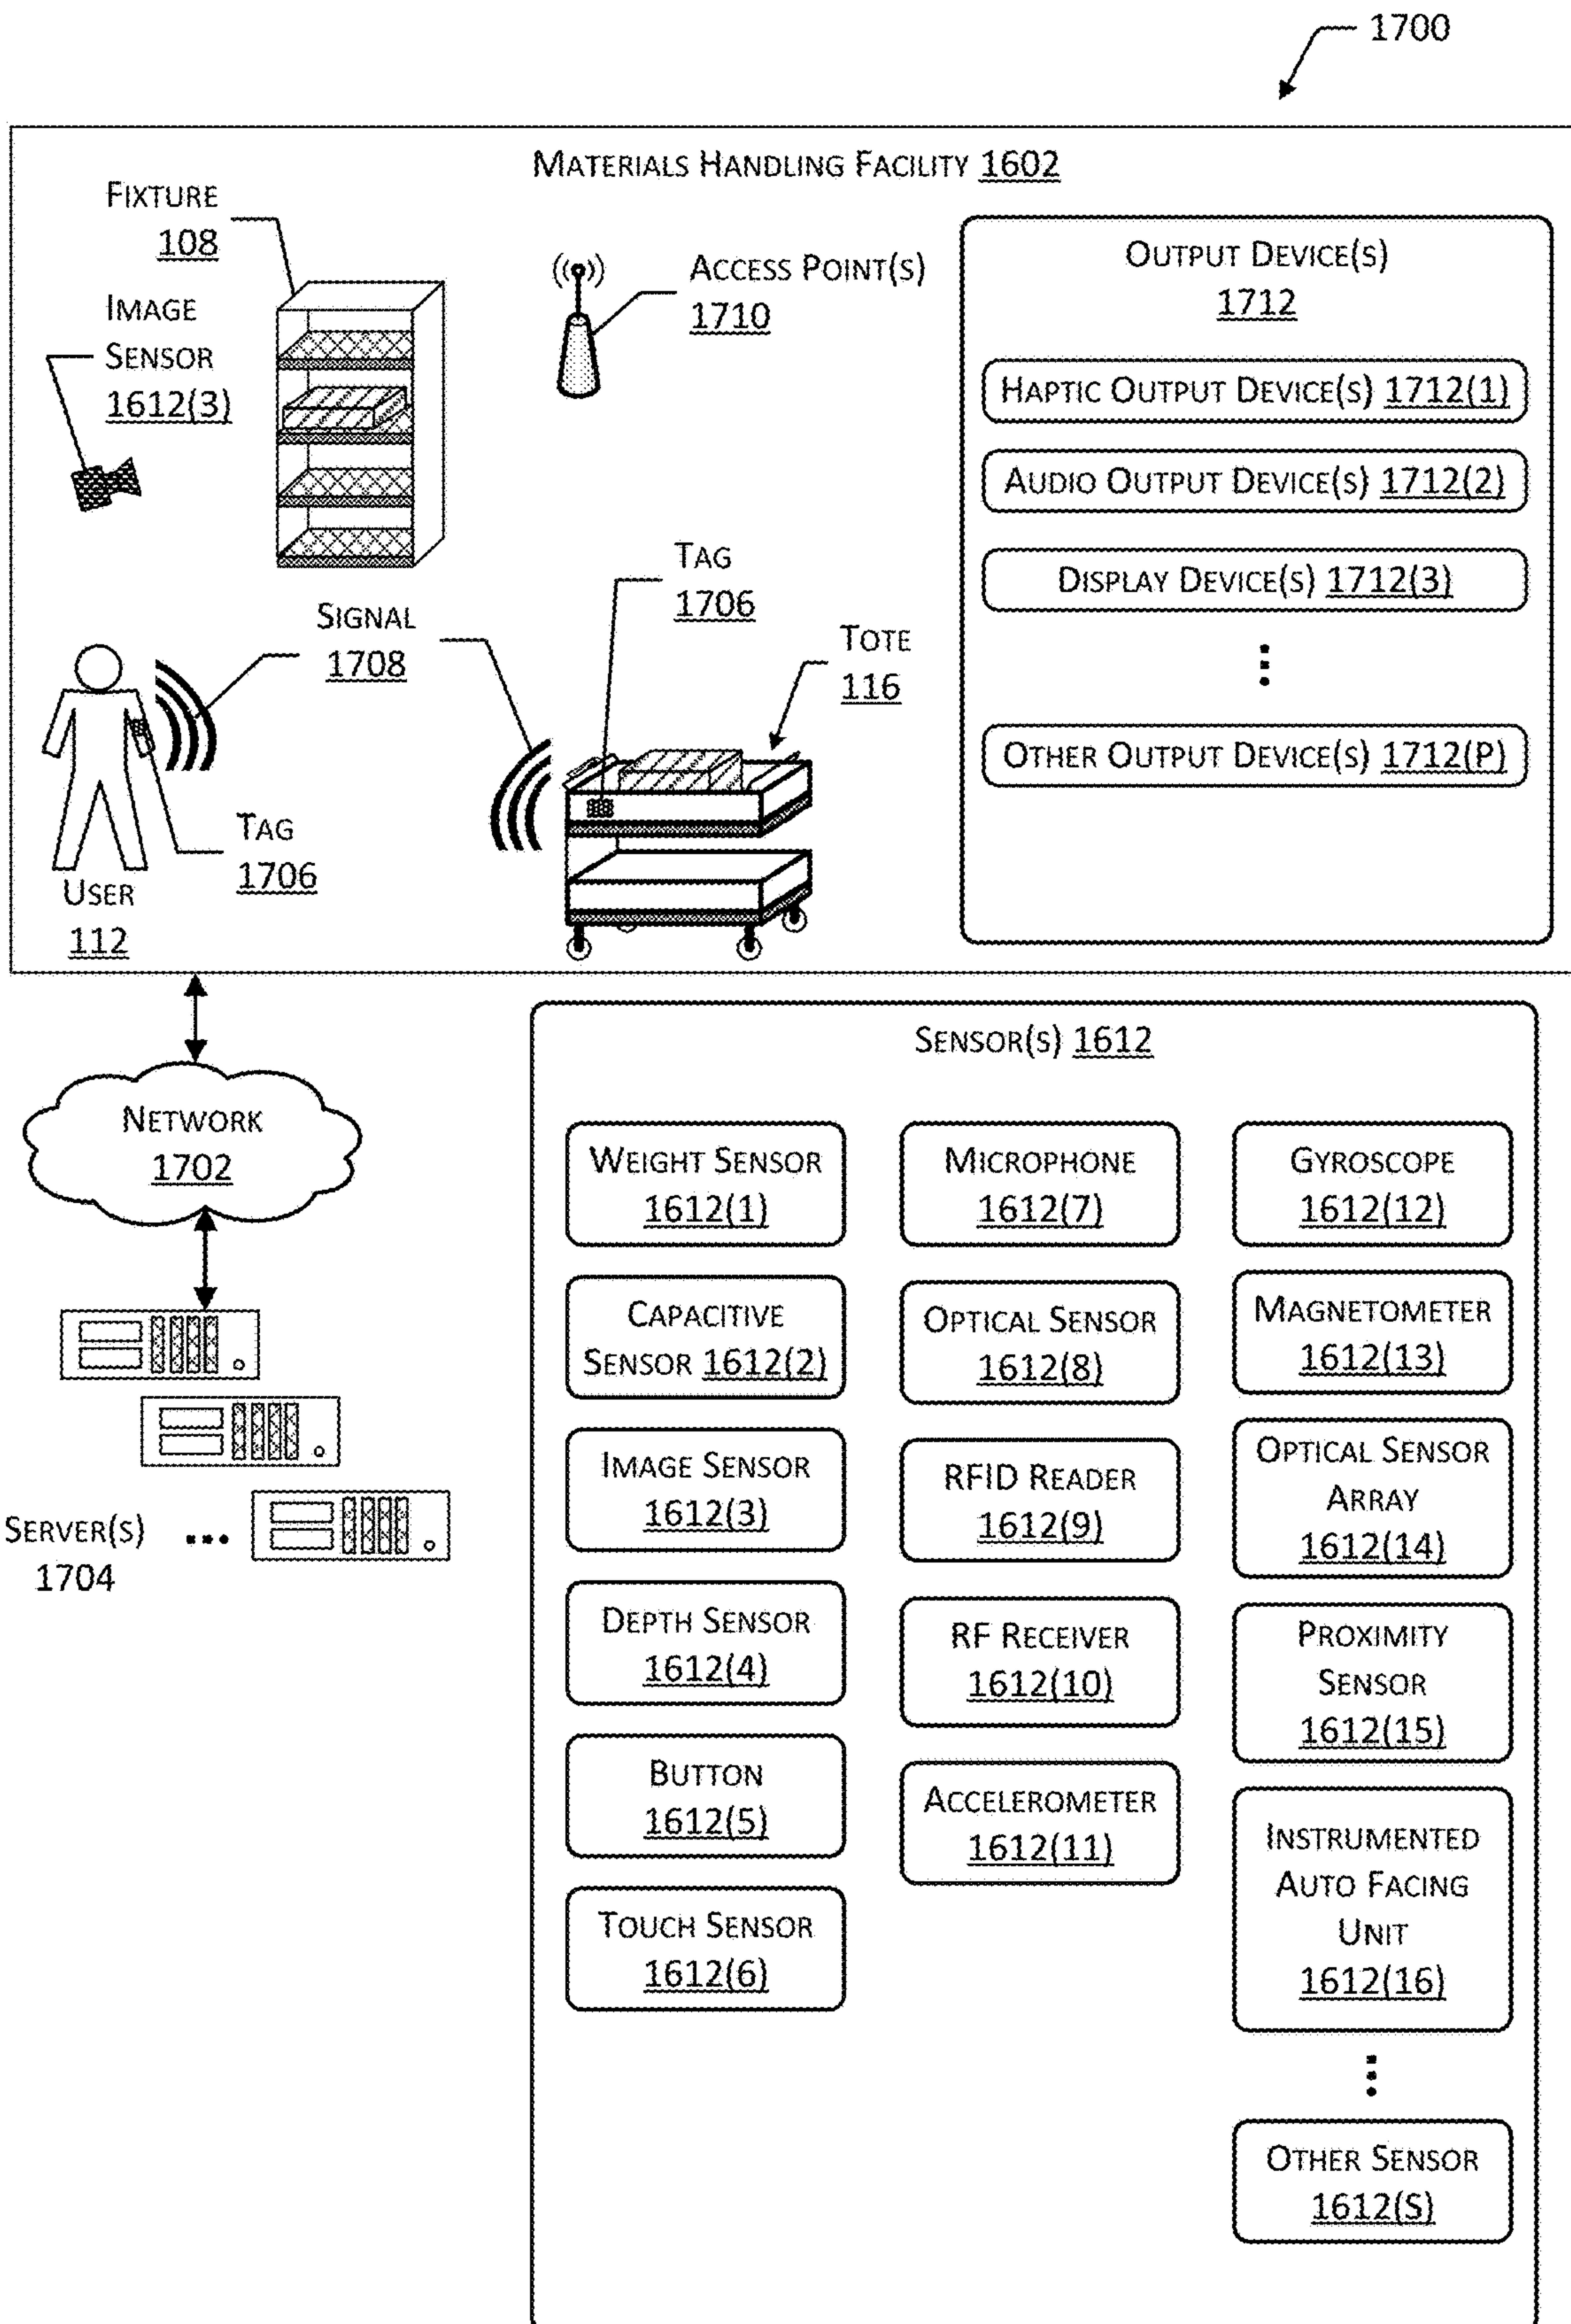 1700
MATERIALS HANDLING FACILITY 1602
FIXTURE
108
IMAGE
SENSOR
1612(3)
ACCESS POINT(S)
1710
OUTPUT DEVICE(S)
1712
HAPTIC OUTPUT DEVICE(S) 1712(1)
AUDIO OUTPUT DEVICE(S) 1712(2)
DISPLAY DEVICE(S) 1712(3)
OTHER OUTPUT DEVICE(S) 1712(P)
TAG
1706
SIGNAL
1708
TOTE
116
TAG
1706
USER
112
NETWORK
1702
SERVER(S)
1704
SENSOR(S) 1612
WEIGHT SENSOR
1612(1)
CAPACITIVE
SENSOR 1612(2)
IMAGE SENSOR
1612(3)
DEPTH SENSOR
1612(4)
BUTTON
1612(5)
TOUCH SENSOR
1612(6)
MICROPHONE
1612(7)
OPTICAL SENSOR
1612(8)
RFID READER
1612(9)
RF RECEIVER
1612(10)
ACCELEROMETER
1612(11)
GYROSCOPE
1612(12)
MAGNETOMETER
1612(13)
OPTICAL SENSOR
ARRAY
1612(14)
PROXIMITY
SENSOR
1612(15)
INSTRUMENTED
AUTO FACING
UNIT
1612(16)
OTHER SENSOR
1612(S)